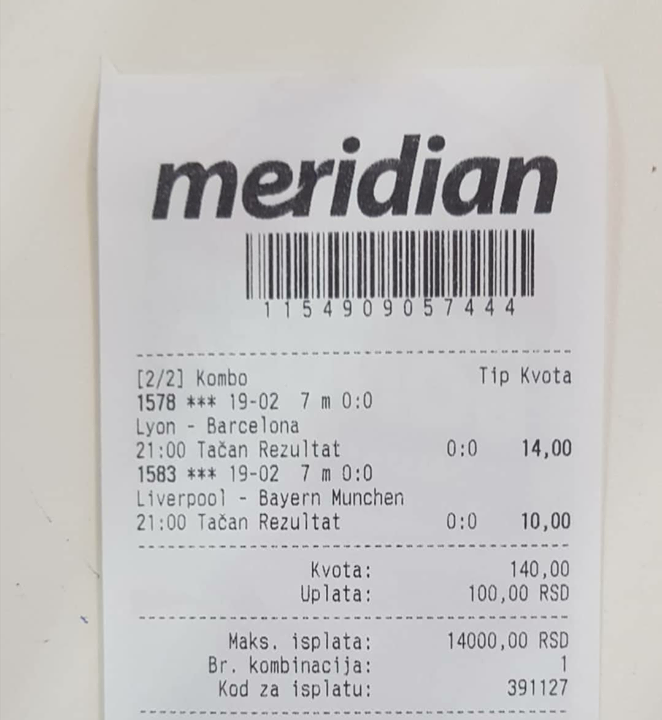 meridian
1154909057444
[2/2] Kombo Tip Kvota
1578 *** 19-02 7 m 0:0
Lyon - Barcelona
21:00 Tačan Rezultat 0:0 14,00
1583 *** 19-02 7 m 0:0
Liverpool - Bayern Munchen
21:00 Tačan Rezultat 0:0 10,00
Kvota: 140,00
Uplata: 100,00 RSD
Maks. isplata: 14000,00 RSD
Br. kombinacija: 1
Kod za isplatu: 391127